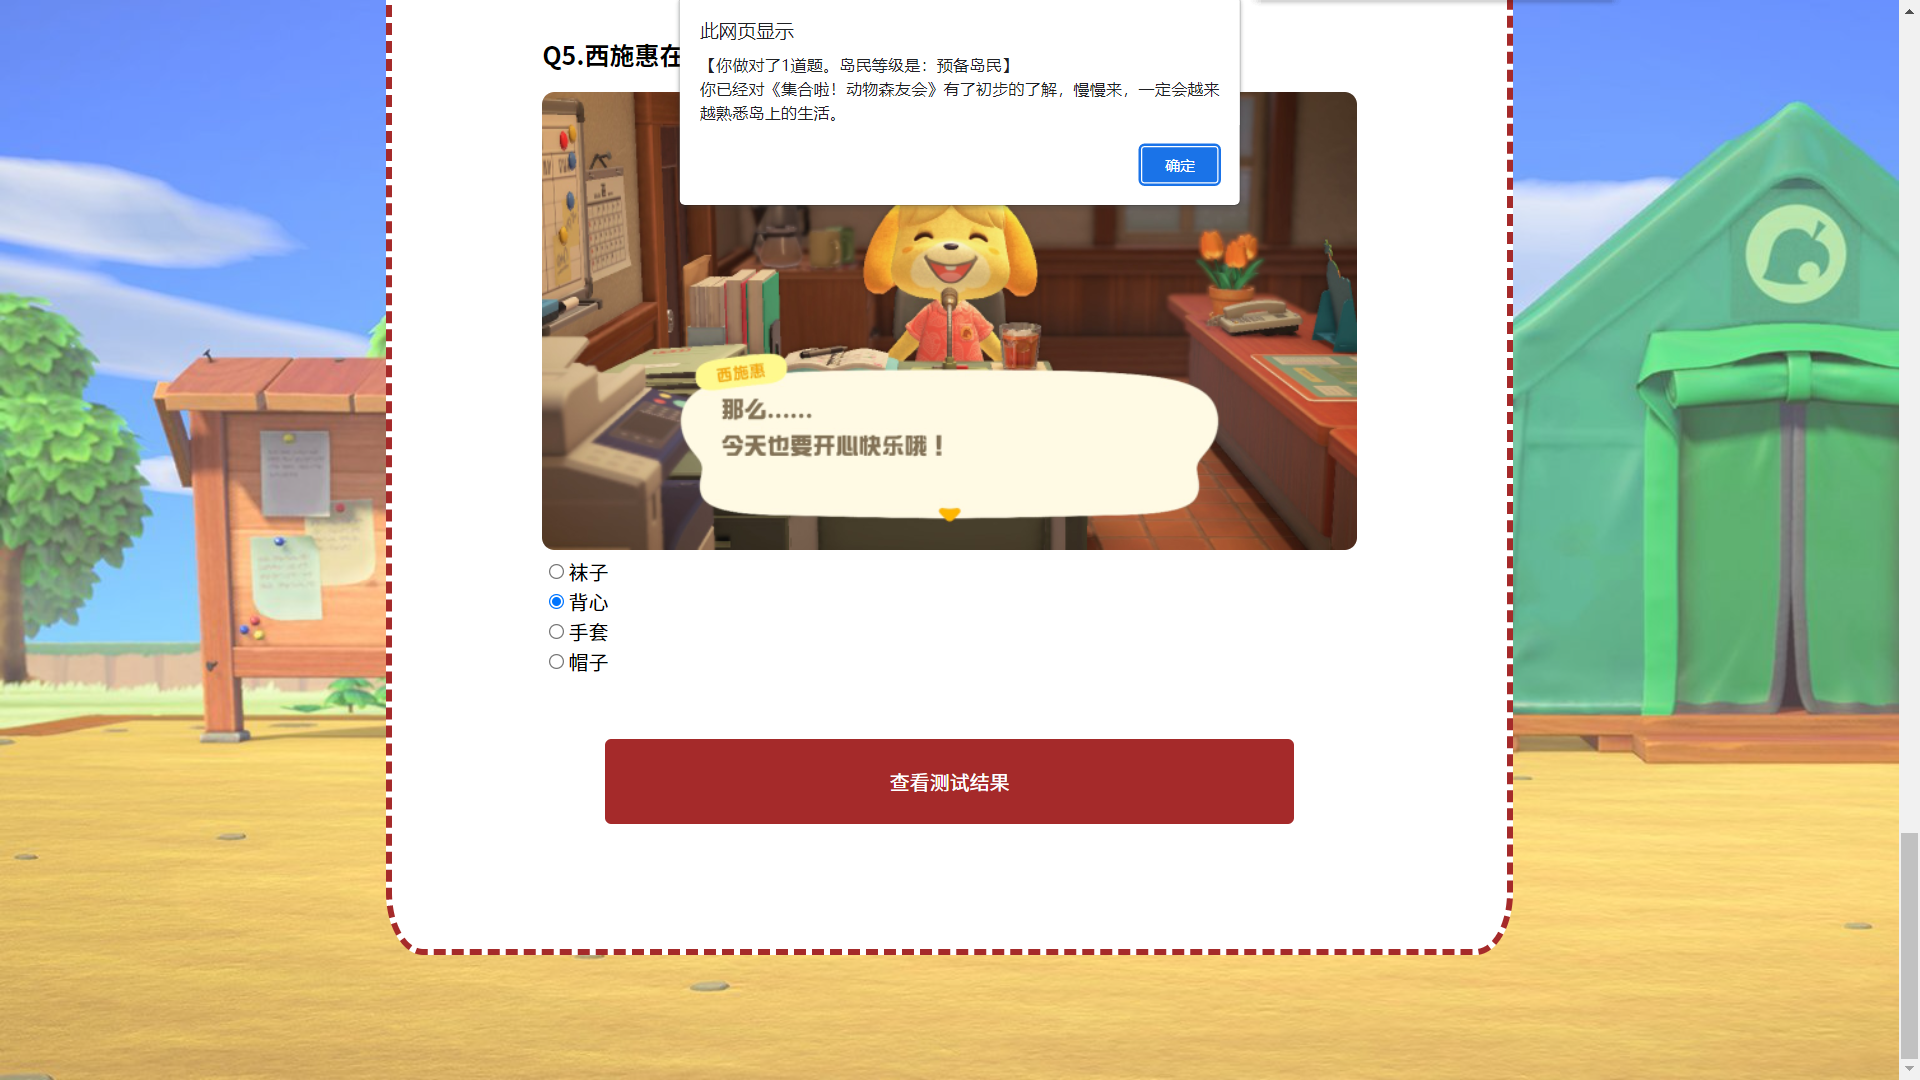 此网页显示
【你做对了1道题。岛民等级是：预备岛民】
你已经对《集合啦！动物森友会》有了初步的了解，慢慢来，一定会越来
越熟悉岛上的生活。
确定
Q5.西施惠在
西施惠
那么……
今天也要开心快乐哦！
袜子
背心
手套
帽子
查看测试结果